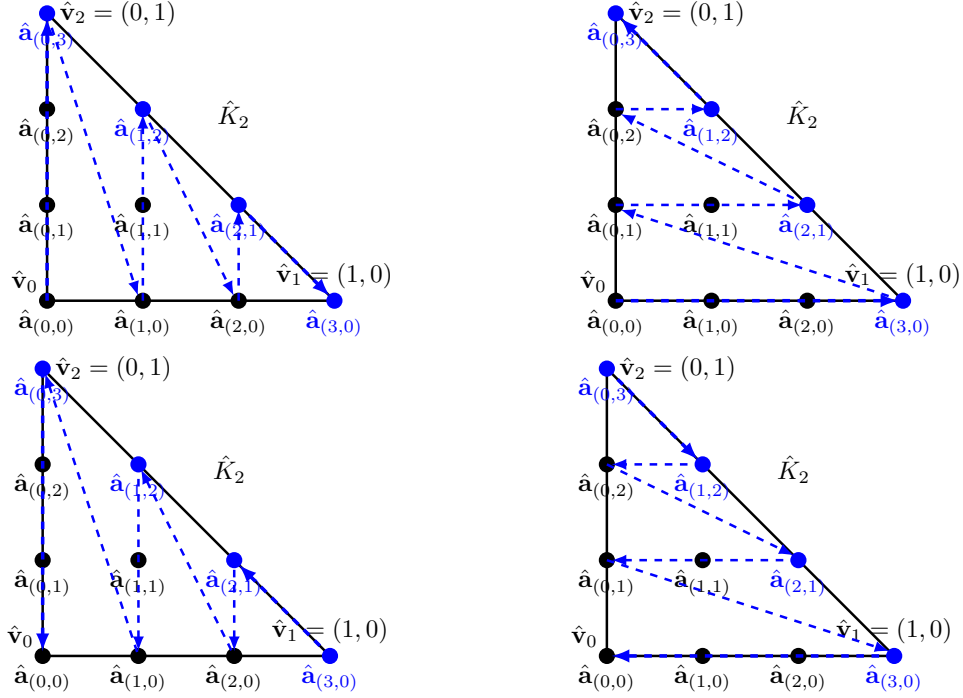 v̂₂ = (0, 1)
â₍₀,₃₎
K̂₂
â₍₀,₂₎
â₍₁,₂₎
â₍₀,₁₎
â₍₁,₁₎
â₍₂,₁₎
v̂₀
v̂₁ = (1, 0)
â₍₀,₀₎
â₍₁,₀₎
â₍₂,₀₎
â₍₃,₀₎
v̂₂ = (0, 1)
â₍₀,₃₎
K̂₂
â₍₀,₂₎
â₍₁,₂₎
â₍₀,₁₎
â₍₁,₁₎
â₍₂,₁₎
v̂₀
v̂₁ = (1, 0)
â₍₀,₀₎
â₍₁,₀₎
â₍₂,₀₎
â₍₃,₀₎
v̂₂ = (0, 1)
â₍₀,₃₎
K̂₂
â₍₀,₂₎
â₍₁,₂₎
â₍₀,₁₎
â₍₁,₁₎
â₍₂,₁₎
v̂₀
v̂₁ = (1, 0)
â₍₀,₀₎
â₍₁,₀₎
â₍₂,₀₎
â₍₃,₀₎
v̂₂ = (0, 1)
â₍₀,₃₎
K̂₂
â₍₀,₂₎
â₍₁,₂₎
â₍₀,₁₎
â₍₁,₁₎
â₍₂,₁₎
v̂₀
v̂₁ = (1, 0)
â₍₀,₀₎
â₍₁,₀₎
â₍₂,₀₎
â₍₃,₀₎